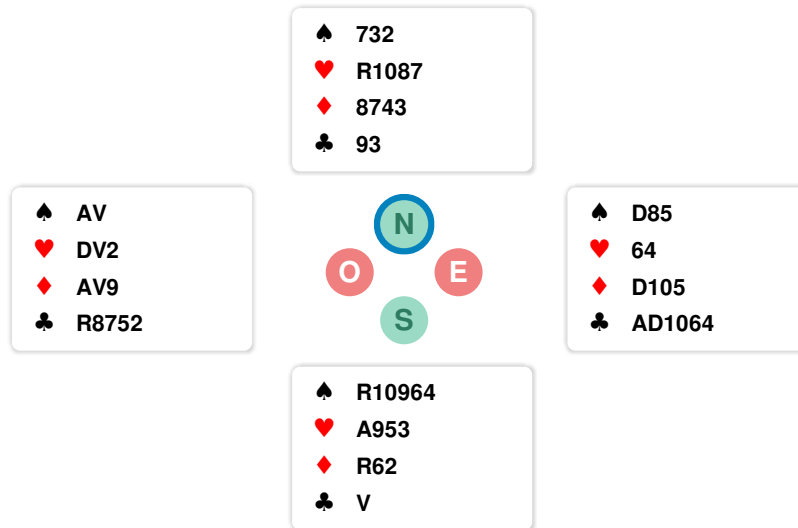 ♠ 732
♥ R1087
♦ 8743
♣ 93
♠ AV
♥ DV2
♦ AV9
♣ R8752
N
O E
S
♠ D85
♥ 64
♦ D105
♣ AD1064
♠ R10964
♥ A953
♦ R62
♣ V